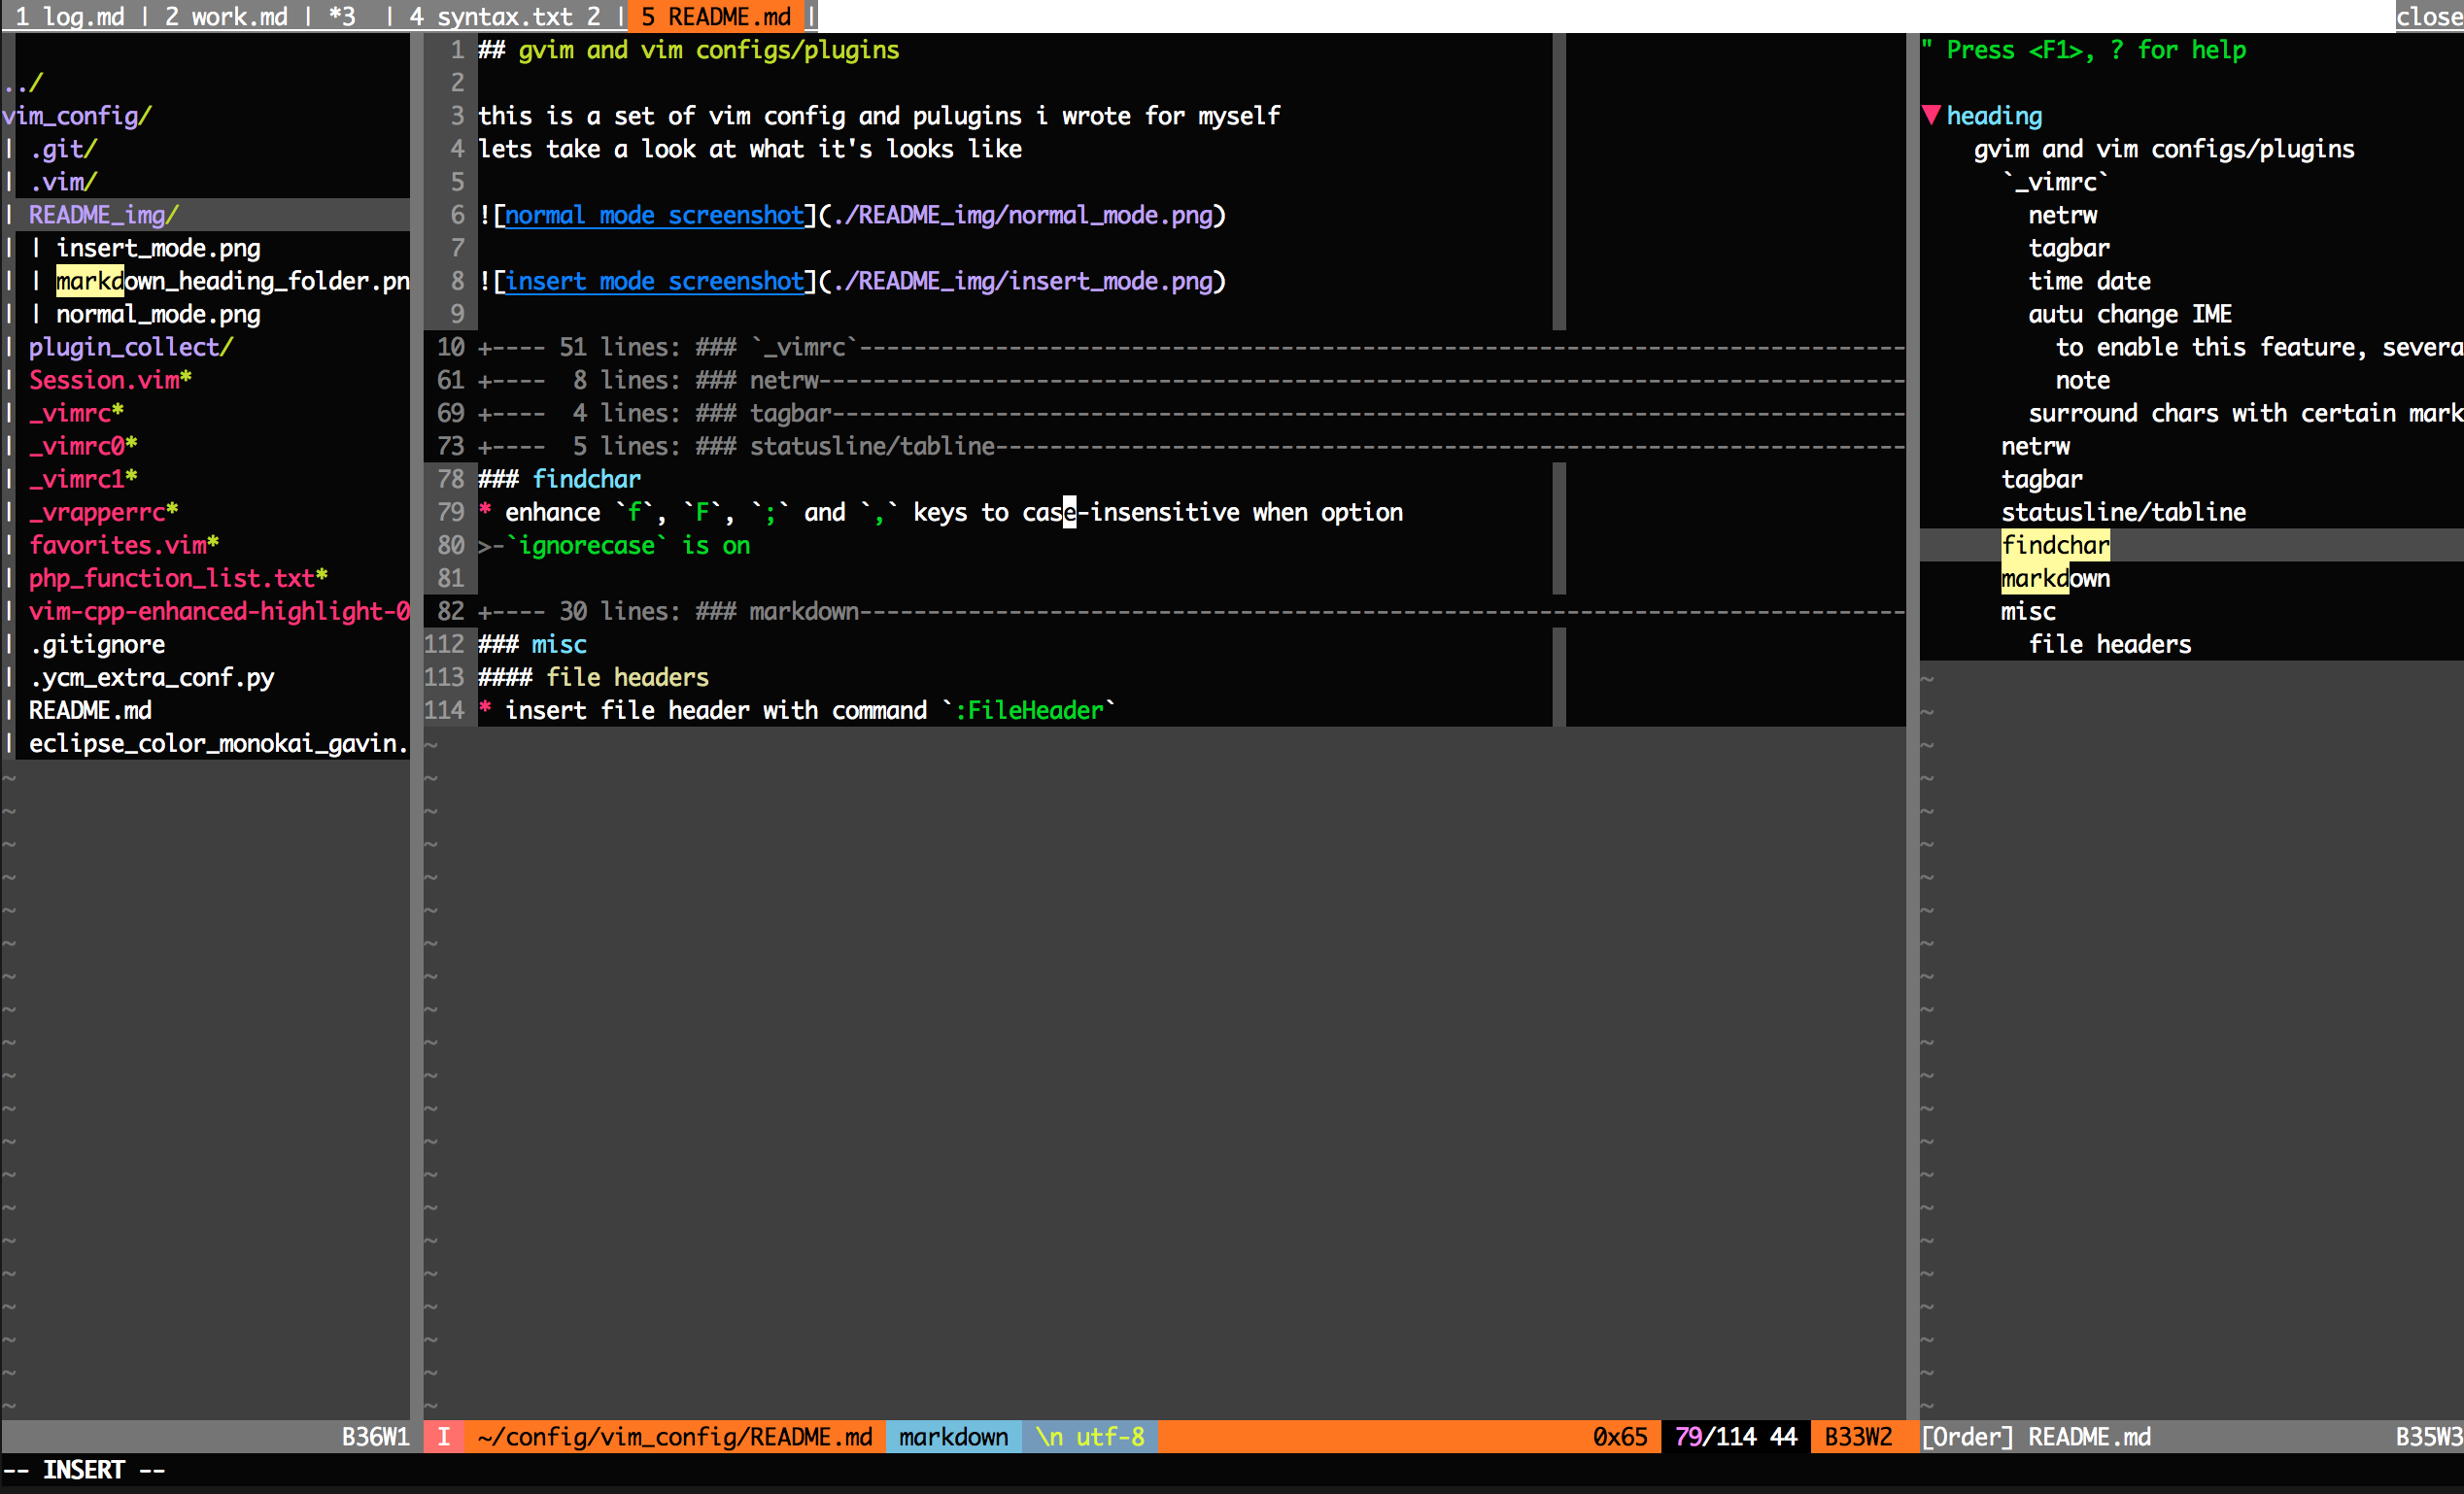 1 log.md | 2 work.md | *3 | 4 syntax.txt 2 | 5 README.md | close
../
vim_config/
| .git/
| .vim/
| README_img/
| | insert_mode.png
| | markdown_heading_folder.pn
| | normal_mode.png
| plugin_collect/
| Session.vim*
| _vimrc*
| _vimrc0*
| _vimrc1*
| _vrapperrc*
| favorites.vim*
| php_function_list.txt*
| vim-cpp-enhanced-highlight-0
| .gitignore
| .ycm_extra_conf.py
| README.md
| eclipse_color_monokai_gavin.
1 ## gvim and vim configs/plugins
2
3 this is a set of vim config and pulugins i wrote for myself
4 lets take a look at what it's looks like
5
6 ![normal mode screenshot](./README_img/normal_mode.png)
7
8 ![insert mode screenshot](./README_img/insert_mode.png)
9
10 +---- 51 lines: ### `_vimrc`-----------------------------------------------------------------------------
61 +----  8 lines: ### netrw--------------------------------------------------------------------------------
69 +----  4 lines: ### tagbar-------------------------------------------------------------------------------
73 +----  5 lines: ### statusline/tabline-------------------------------------------------------------------
78 ### findchar
79 * enhance `f`, `F`, `;` and `,` keys to case-insensitive when option
80 >-`ignorecase` is on
81
82 +---- 30 lines: ### markdown-----------------------------------------------------------------------------
112 ### misc
113 #### file headers
114 * insert file header with command `:FileHeader`
" Press <F1>, ? for help
▼ heading
gvim and vim configs/plugins
`_vimrc`
netrw
tagbar
time date
autu change IME
to enable this feature, severa
note
surround chars with certain mark
netrw
tagbar
statusline/tabline
findchar
markdown
misc
file headers
B36W1 I ~/config/vim_config/README.md markdown \n utf-8 0x65 79/114 44 B33W2 [Order] README.md B35W3
-- INSERT --